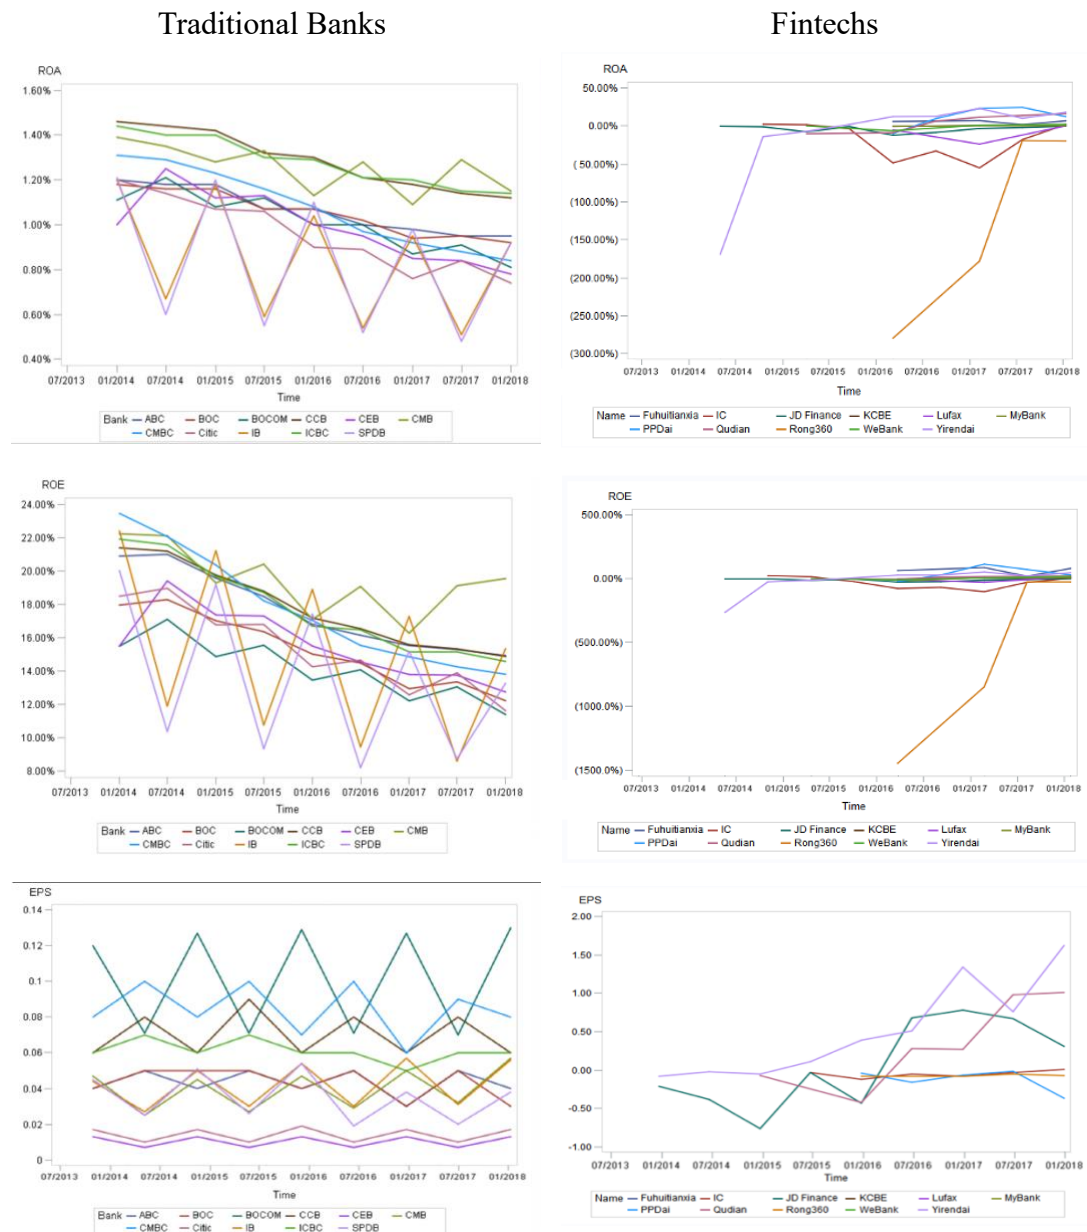 Traditional Banks
Fintechs
ROA
1.60%
1.40%
1.20%
1.00%
0.80%
0.60%
0.40%
07/2013 01/2014 07/2014 01/2015 07/2015 01/2016 07/2016 01/2017 07/2017 01/2018
Time
Bank ABC BOC BOCOM CCB CEB CMB
CMBC Citic IB ICBC SPDB
ROA
50.00%
0.00%
(50.00%)
(100.00%)
(150.00%)
(200.00%)
(250.00%)
(300.00%)
07/2013 01/2014 07/2014 01/2015 07/2015 01/2016 07/2016 01/2017 07/2017 01/2018
Time
Name Fuhuitianxia IC JD Finance KCBE Lufax MyBank
PPDai Qudian Rong360 WeBank Yirendai
ROE
24.00%
22.00%
20.00%
18.00%
16.00%
14.00%
12.00%
10.00%
8.00%
07/2013 01/2014 07/2014 01/2015 07/2015 01/2016 07/2016 01/2017 07/2017 01/2018
Time
Bank ABC BOC BOCOM CCB CEB CMB
CMBC Citic IB ICBC SPDB
ROE
500.00%
0.00%
(500.00%)
(1000.00%)
(1500.00%)
07/2013 01/2014 07/2014 01/2015 07/2015 01/2016 07/2016 01/2017 07/2017 01/2018
Time
Name Fuhuitianxia IC JD Finance KCBE Lufax MyBank
PPDai Qudian Rong360 WeBank Yirendai
EPS
0.14
0.12
0.1
0.08
0.06
0.04
0.02
0
07/2013 01/2014 07/2014 01/2015 07/2015 01/2016 07/2016 01/2017 07/2017 01/2018
Time
Bank ABC BOC BOCOM CCB CEB CMB
CMBC Citic IB ICBC SPDB
EPS
2.00
1.50
1.00
0.50
0.00
-0.50
-1.00
07/2013 01/2014 07/2014 01/2015 07/2015 01/2016 07/2016 01/2017 07/2017 01/2018
Time
Name Fuhuitianxia IC JD Finance KCBE Lufax MyBank
PPDai Qudian Rong360 WeBank Yirendai